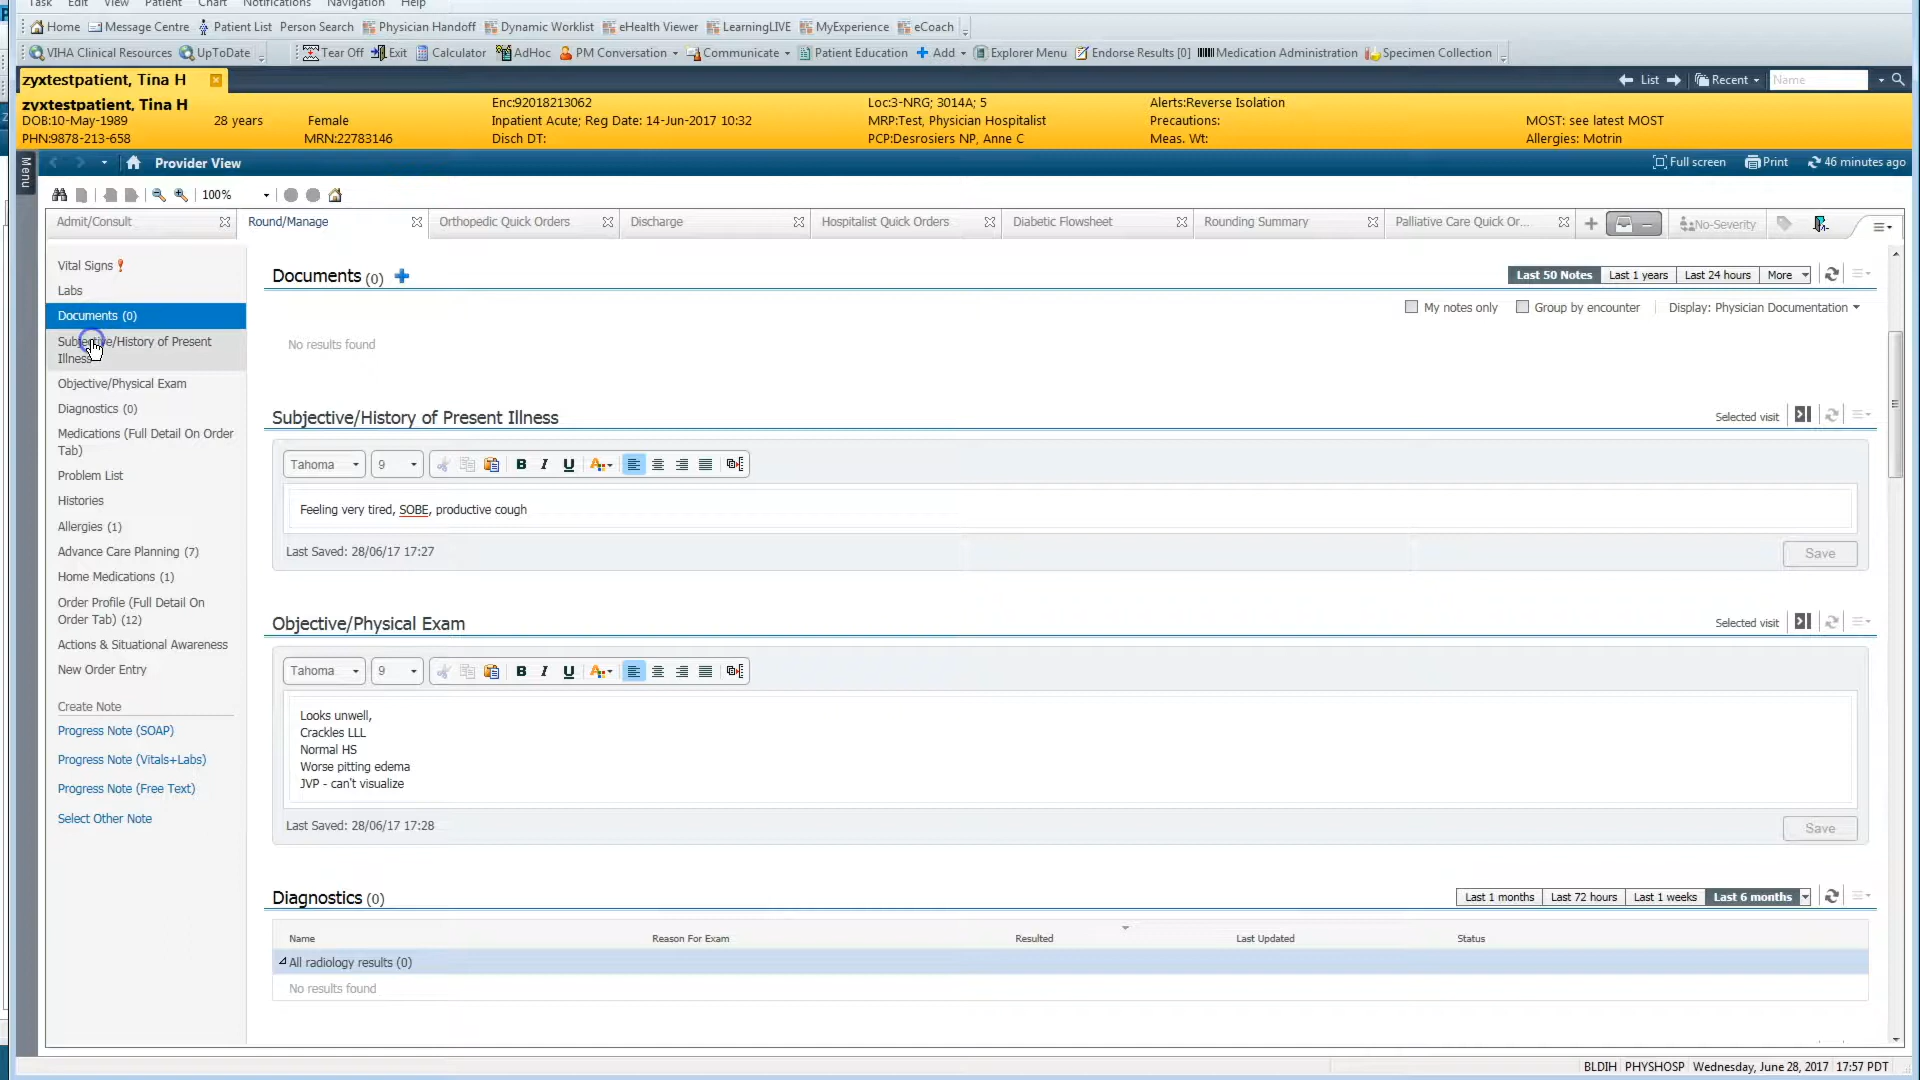 Task Edit View Patient Chart Notifications Navigation Help
Home Message Centre Patient List Person Search Physician Handoff Dynamic Worklist eHealth Viewer LearningLIVE MyExperience eCoach
VIHA Clinical Resources UpToDate Tear Off Exit Calculator AdHoc PM Conversation Communicate Patient Education Add Explorer Menu Endorse Results [0] Medication Administration Specimen Collection
zyxtestpatient, Tina H List Recent Name
zyxtestpatient, Tina H Enc:92018213062 Loc:3-NRG; 3014A; 5 Alerts:Reverse Isolation
DOB:10-May-1989 28 years Female Inpatient Acute; Reg Date: 14-Jun-2017 10:32 MRP:Test, Physician Hospitalist Precautions: MOST: see latest MOST
PHN:9878-213-658 MRN:22783146 Disch DT: PCP:Desrosiers NP, Anne C Meas. Wt: Allergies: Motrin
Menu
Provider View Full screen Print 46 minutes ago
100%
Admit/Consult Round/Manage Orthopedic Quick Orders Discharge Hospitalist Quick Orders Diabetic Flowsheet Rounding Summary Palliative Care Quick Or... No-Severity
Vital Signs
Labs
Documents (0)
Subjective/History of Present
Illness
Objective/Physical Exam
Diagnostics (0)
Medications (Full Detail On Order
Tab)
Problem List
Histories
Allergies (1)
Advance Care Planning (7)
Home Medications (1)
Order Profile (Full Detail On
Order Tab) (12)
Actions & Situational Awareness
New Order Entry
Create Note
Progress Note (SOAP)
Progress Note (Vitals+Labs)
Progress Note (Free Text)
Select Other Note
Documents (0) Last 50 Notes Last 1 years Last 24 hours More
My notes only Group by encounter Display: Physician Documentation
No results found
Subjective/History of Present Illness Selected visit
Tahoma 9 B I U A
Feeling very tired, SOBE, productive cough
Last Saved: 28/06/17 17:27 Save
Objective/Physical Exam Selected visit
Tahoma 9 B I U A
Looks unwell,
Crackles LLL
Normal HS
Worse pitting edema
JVP - can't visualize
Last Saved: 28/06/17 17:28 Save
Diagnostics (0) Last 1 months Last 72 hours Last 1 weeks Last 6 months
Name Reason For Exam Resulted Last Updated Status
All radiology results (0)
No results found
BLDIH PHYSHOSP Wednesday, June 28, 2017 17:57 PDT